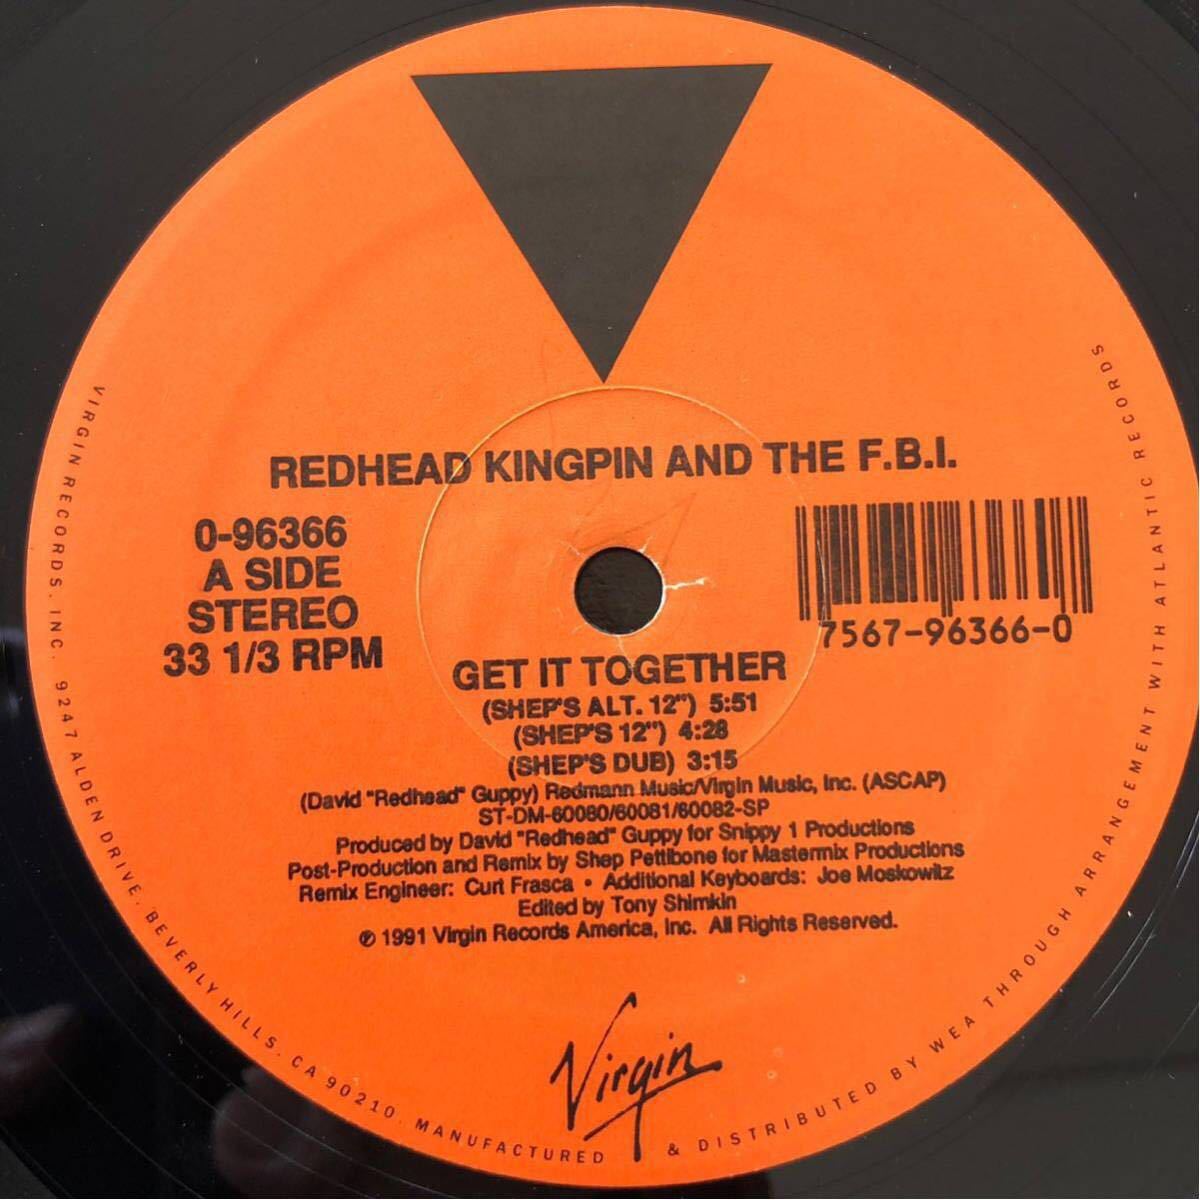 REDHEAD KINGPIN AND THE F.B.I.
0-96366
A SIDE
STEREO
33 1/3 RPM
7567-96366-0
GET IT TOGETHER
(SHEP'S ALT. 12") 5:51
(SHEP'S 12") 4:28
(SHEP'S DUB) 3:15
(David "Redhead" Guppy) Redmann Music/Virgin Music, Inc. (ASCAP)
ST-DM-60080/60081/60082-SP
Produced by David "Redhead" Guppy for Snippy 1 Productions
Post-Production and Remix by Shep Pettibone for Mastermix Productions
Remix Engineer: Curt Frasca • Additional Keyboards: Joe Moskowitz
Edited by Tony Shimkin
℗ 1991 Virgin Records America, Inc. All Rights Reserved.
Virgin
VIRGIN RECORDS, INC. 9247 ALDEN DRIVE, BEVERLY HILLS, CA 90210. MANUFACTURED & DISTRIBUTED BY WEA THROUGH ARRANGEMENT WITH ATLANTIC RECORDS